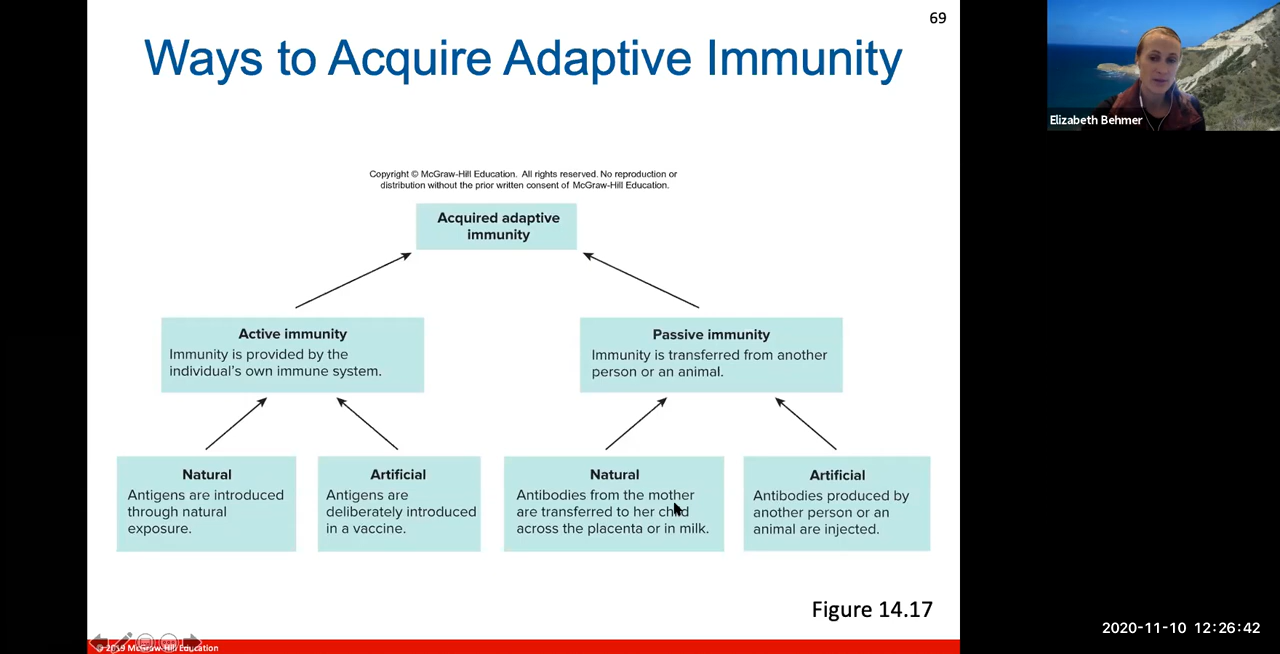 69
Ways to Acquire Adaptive Immunity
Elizabeth Behmer
Copyright © McGraw-Hill Education. All rights reserved. No reproduction or
distribution without the prior written consent of McGraw-Hill Education.
Acquired adaptive
immunity
Active immunity
Immunity is provided by the
individual's own immune system.
Passive immunity
Immunity is transferred from another
person or an animal.
Natural
Antigens are introduced
through natural
exposure.
Artificial
Antigens are
deliberately introduced
in a vaccine.
Natural
Antibodies from the mother
are transferred to her child
across the placenta or in milk.
Artificial
Antibodies produced by
another person or an
animal are injected.
Figure 14.17
2020-11-10 12:26:42
© 2019 McGraw-Hill Education